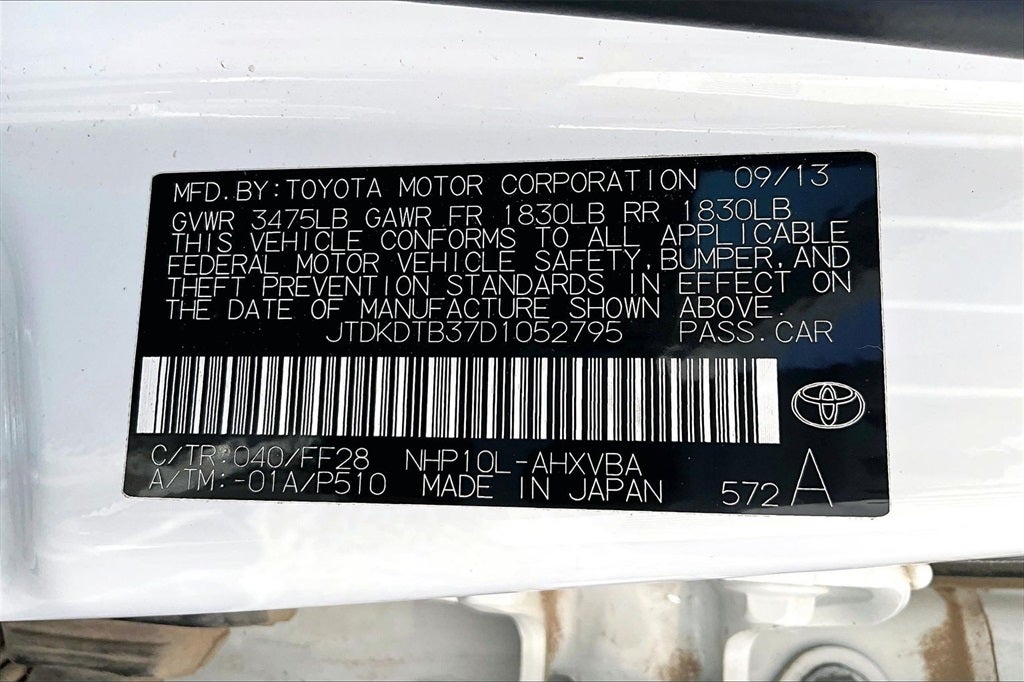 MFD.BY:TOYOTA MOTOR CORPORATION 09/13
GVWR 3475LB GAWR FR 1830LB RR 1830LB
THIS VEHICLE CONFORMS TO ALL APPLICABLE
FEDERAL MOTOR VEHICLE SAFETY,BUMPER,AND
THEFT PREVENTION STANDARDS IN EFFECT ON
THE DATE OF MANUFACTURE SHOWN ABOVE.
JTDKDTB37D1052795 PASS.CAR
C/TR:040/FF28 NHP10L-AHXVBA
A/TM:-01A/P510 MADE IN JAPAN 572 A